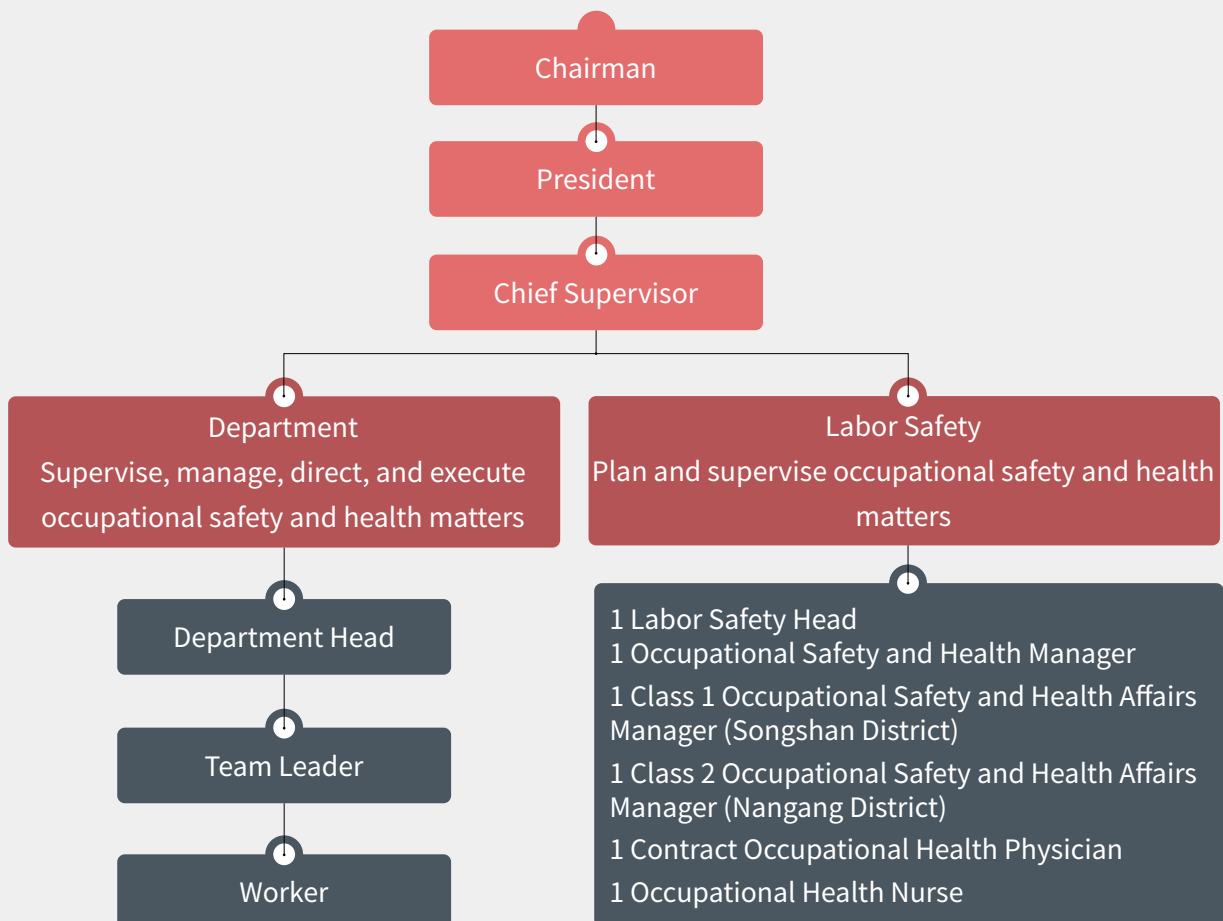 Chairman
President
Chief Supervisor
Department
Supervise, manage, direct, and execute
occupational safety and health matters
Labor Safety
Plan and supervise occupational safety and health
matters
Department Head
Team Leader
Worker
1 Labor Safety Head
1 Occupational Safety and Health Manager
1 Class 1 Occupational Safety and Health Affairs
Manager (Songshan District)
1 Class 2 Occupational Safety and Health Affairs
Manager (Nangang District)
1 Contract Occupational Health Physician
1 Occupational Health Nurse